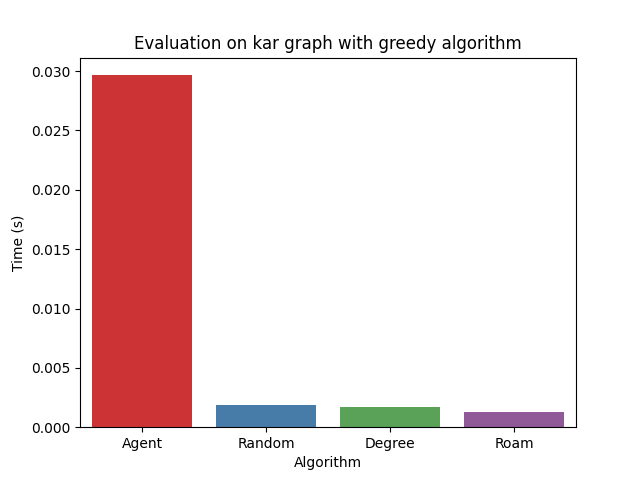 Evaluation on kar graph with greedy algorithm
0.030
0.025
0.020
0.015
0.010
0.005
0.000
Time (s)
Agent
Random
Degree
Roam
Algorithm